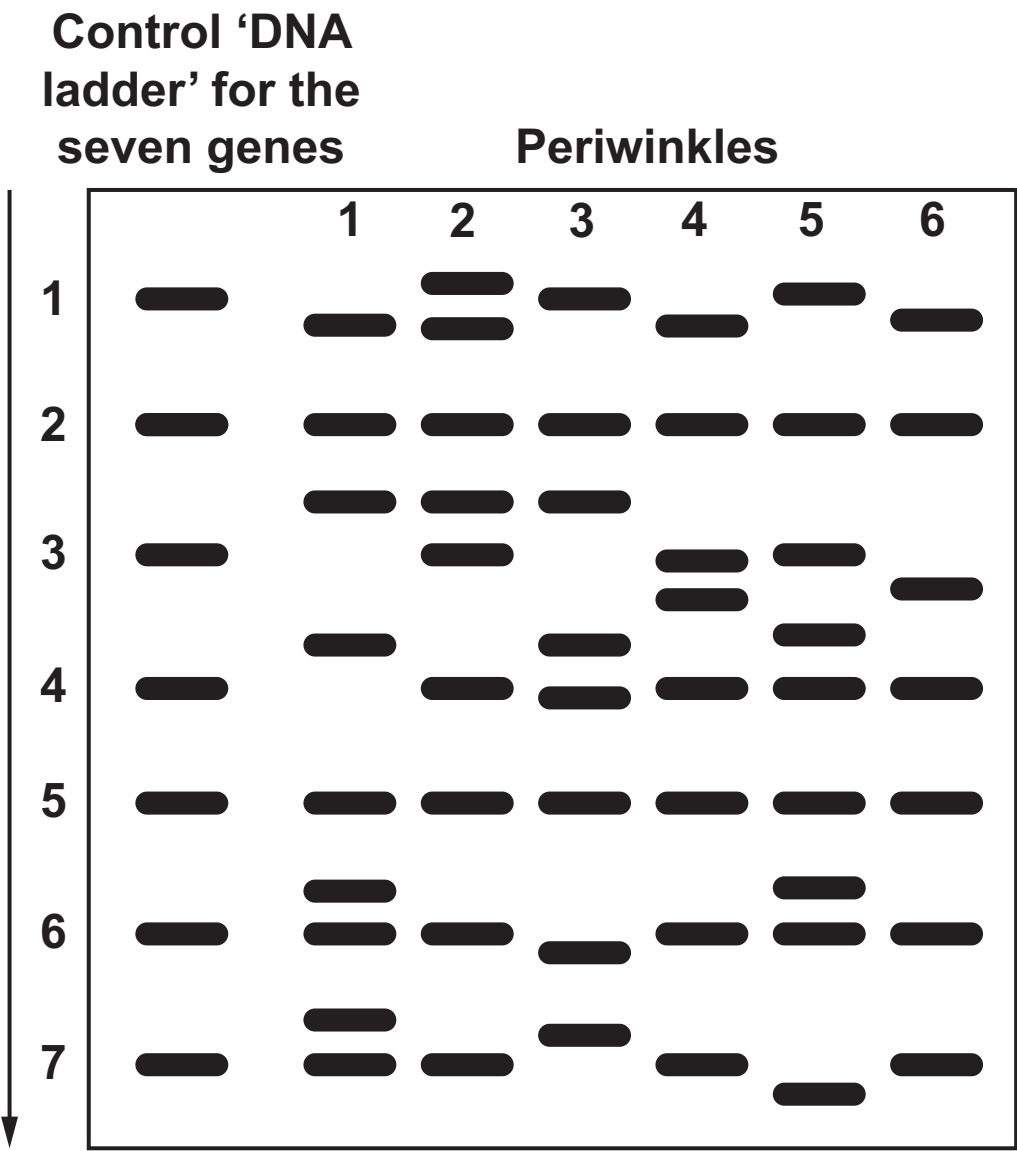 Control ‘DNA
ladder’ for the
seven genes
Periwinkles
1 2 3 4 5 6
1
2
3
4
5
6
7